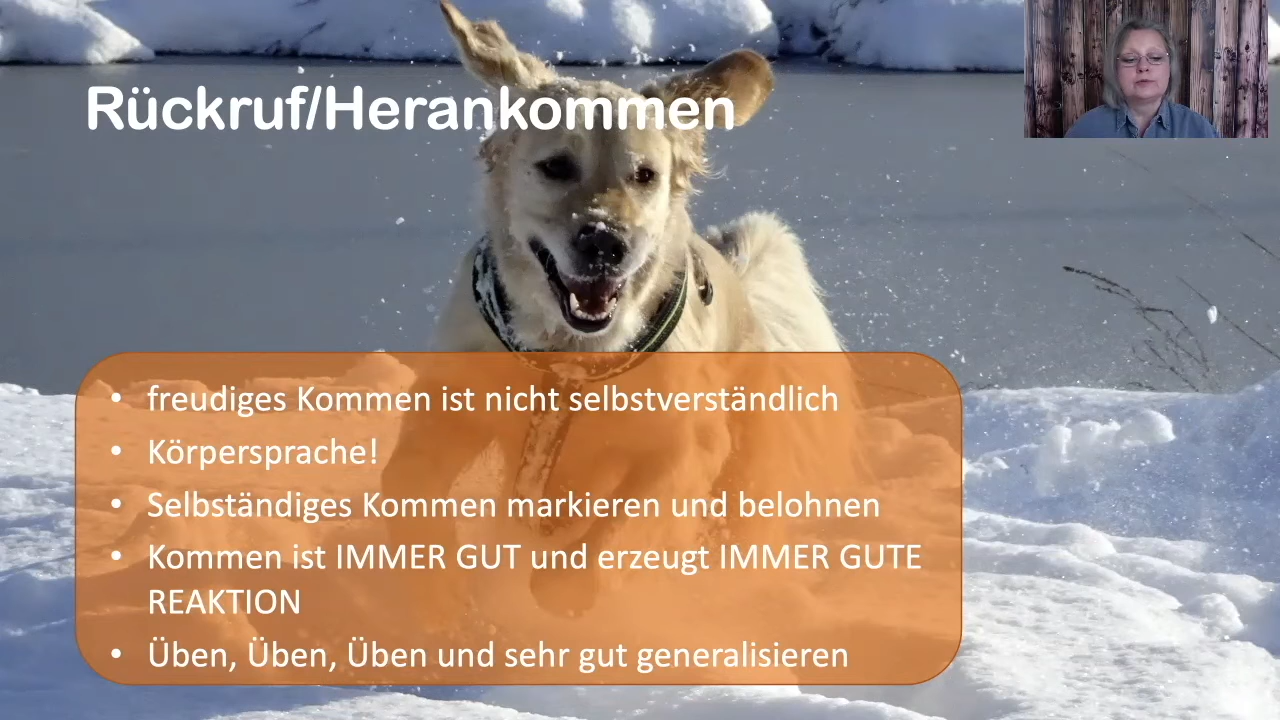 Rückruf/Herankommen
• freudiges Kommen ist nicht selbstverständlich
• Körpersprache!
• Selbständiges Kommen markieren und belohnen
• Kommen ist IMMER GUT und erzeugt IMMER GUTE
REAKTION
• Üben, Üben, Üben und sehr gut generalisieren